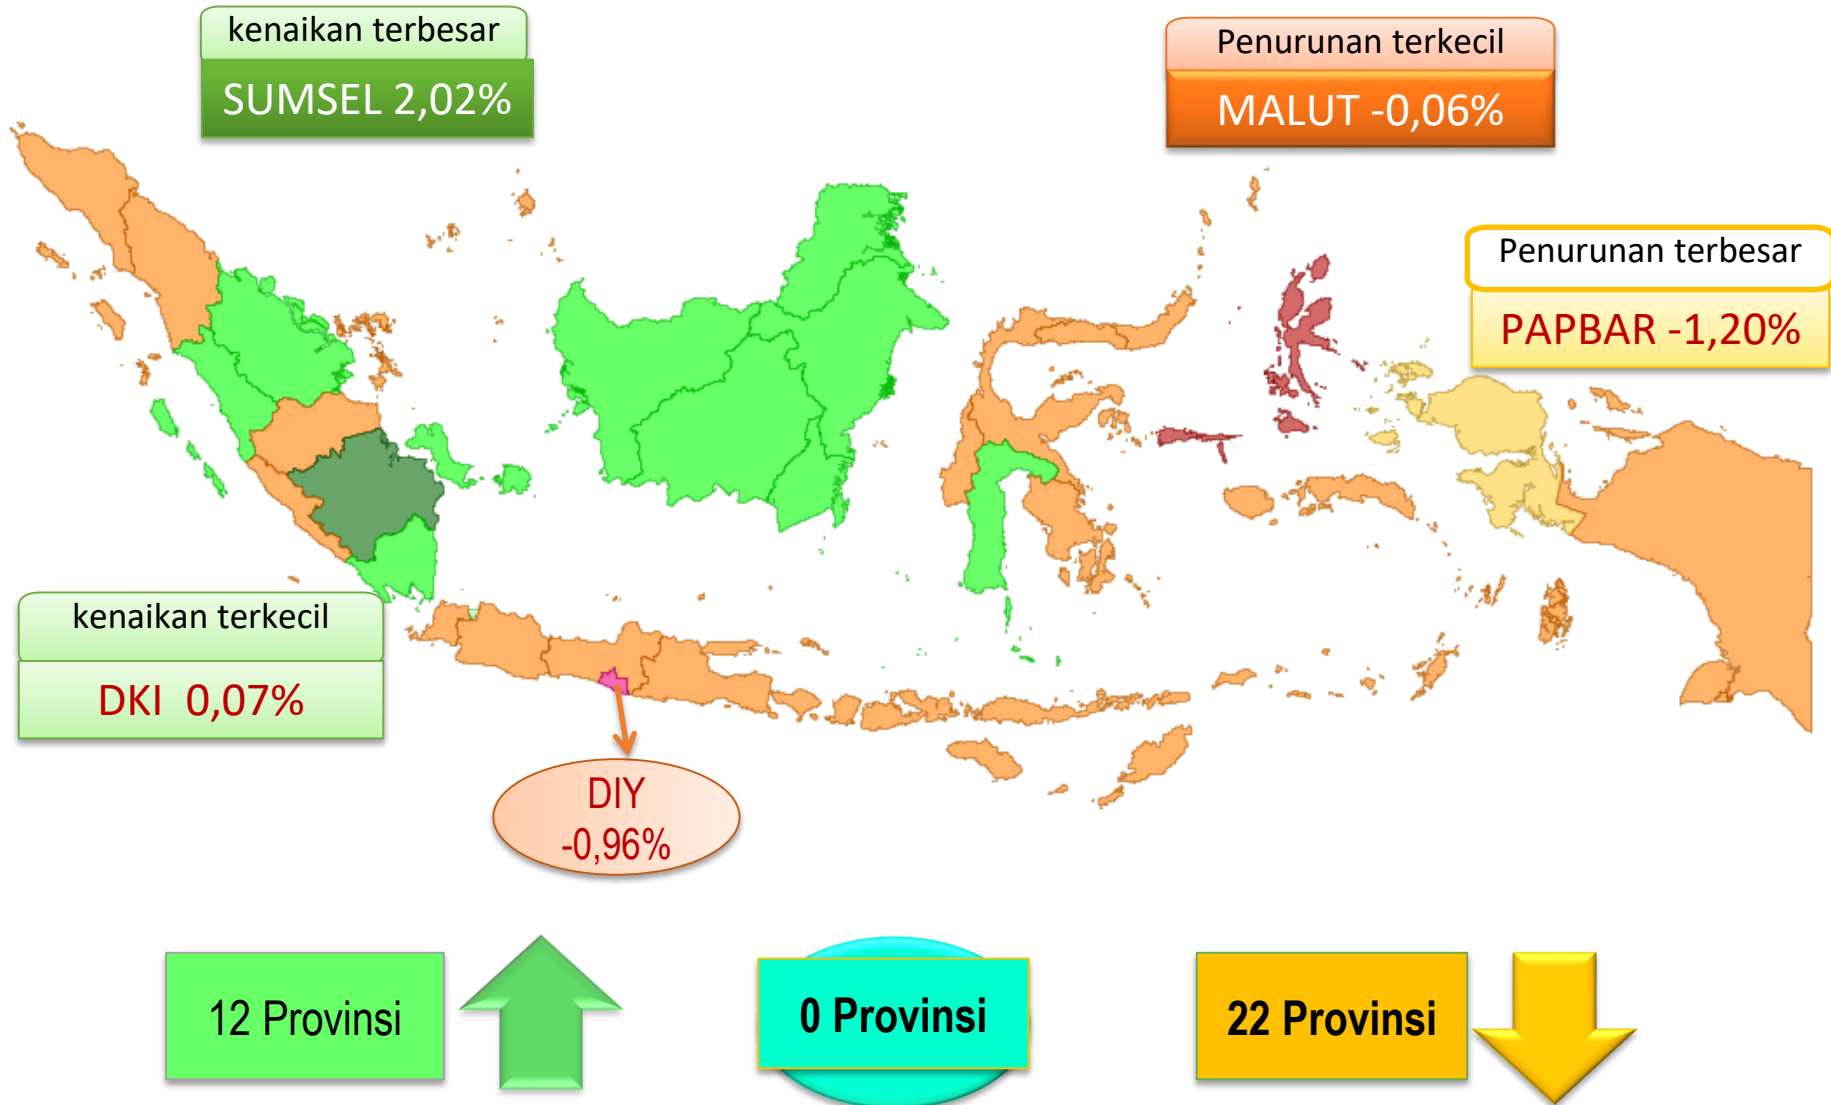 kenaikan terbesar
SUMSEL 2,02%
Penurunan terkecil
MALUT -0,06%
Penurunan terbesar
PAPBAR -1,20%
kenaikan terkecil
DKI 0,07%
DIY
-0,96%
12 Provinsi
0 Provinsi
22 Provinsi